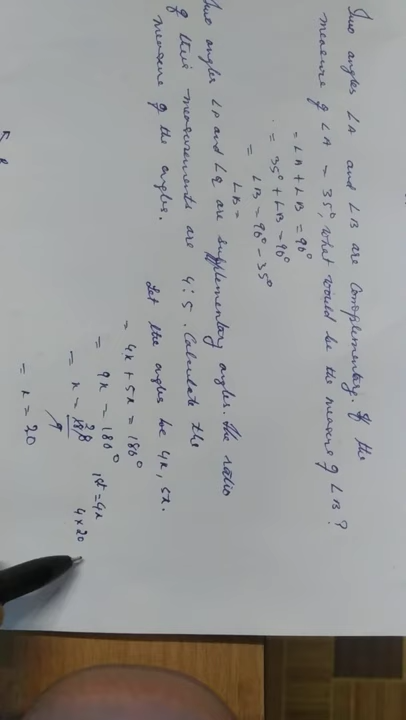 Two angles ∠A and ∠B are complementary. If the
measure of ∠A = 35°, what would be the measure of ∠B?
= ∠A + ∠B = 90°
= 35° + ∠B = 90°
= ∠B = 90° - 35°
∠B =
Two angles ∠P and ∠Q are supplementary angles. The ratio
of their measurements are 4:5. Calculate the
measure of the angles.
Let the angles be 4x, 5x.
= 4x + 5x = 180°
= 9x = 180°
= x = 180
20
9
= x = 20
1st = 4x
4 × 20